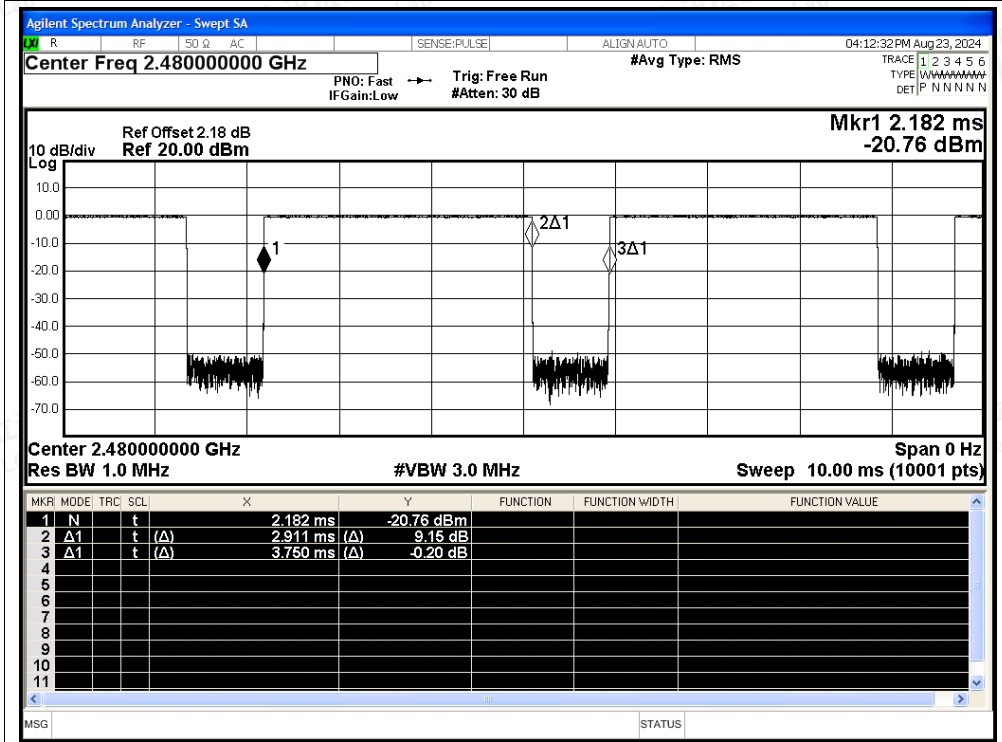 Agilent Spectrum Analyzer - Swept SA
LXI R RF 50 Ω AC SENSE:PULSE ALIGN AUTO 04:12:32 PM Aug 23, 2024
Center Freq 2.480000000 GHz #Avg Type: RMS TRACE 1 2 3 4 5 6
PNO: Fast Trig: Free Run TYPE WWWWWW
IFGain:Low #Atten: 30 dB DET P N N N N N
Mkr1 2.182 ms
Ref Offset 2.18 dB
10 dB/div Ref 20.00 dBm -20.76 dBm
Log
10.0
0.00
2Δ1
-10.0
1 3Δ1
-20.0
-30.0
-40.0
-50.0
-60.0
-70.0
Center 2.480000000 GHz Span 0 Hz
Res BW 1.0 MHz #VBW 3.0 MHz Sweep 10.00 ms (10001 pts)
MKR MODE TRC SCL X Y FUNCTION FUNCTION WIDTH FUNCTION VALUE
1 N t 2.182 ms -20.76 dBm
2 Δ1 t (Δ) 2.911 ms (Δ) 9.15 dB
3 Δ1 t (Δ) 3.750 ms (Δ) -0.20 dB
4
5
6
7
8
9
10
11
MSG STATUS